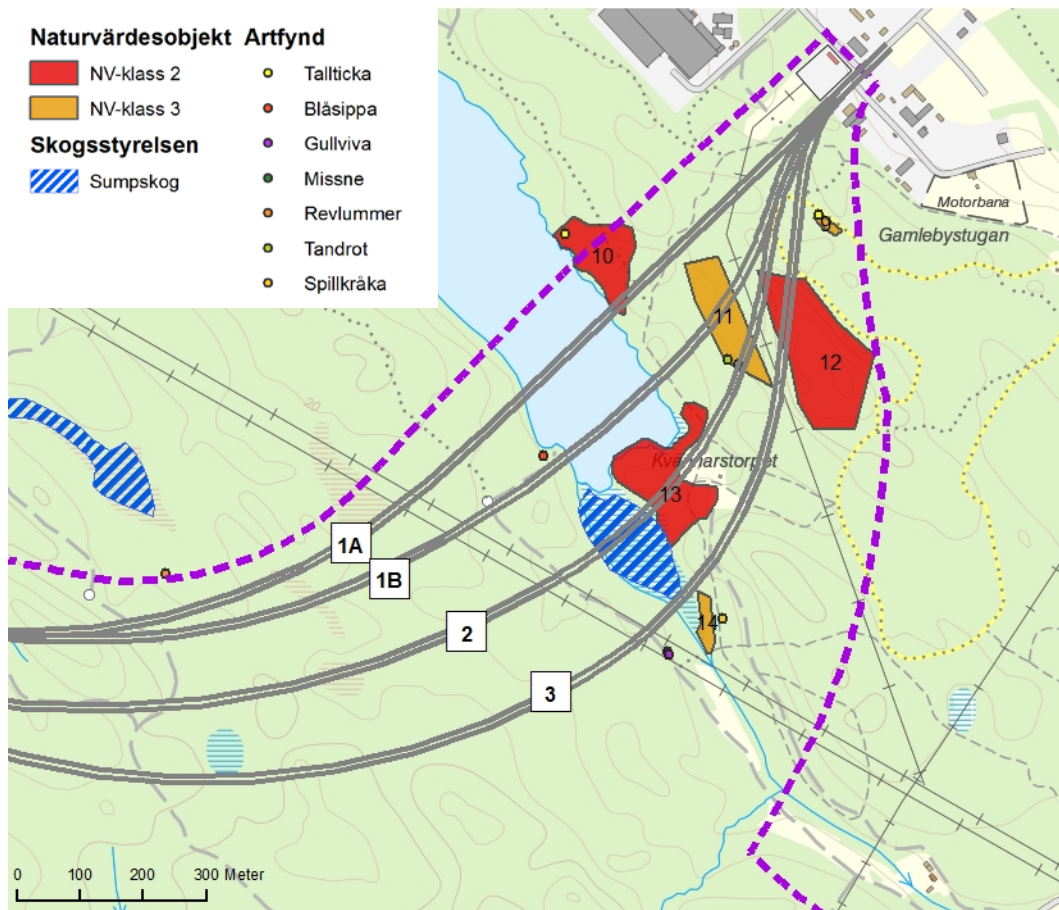 Naturvärdesobjekt Artfynd
NV-klass 2
NV-klass 3
Skogsstyrelsen
Sumpskog
Tallticka
Blåsippa
Gullviva
Missne
Revlummer
Tandrot
Spillkråka
Motorbana
Gamlebystugan
10
11
12
20
Kvarnarstorpet
13
1A
1B
2
14
3
0 100 200 300 Meter